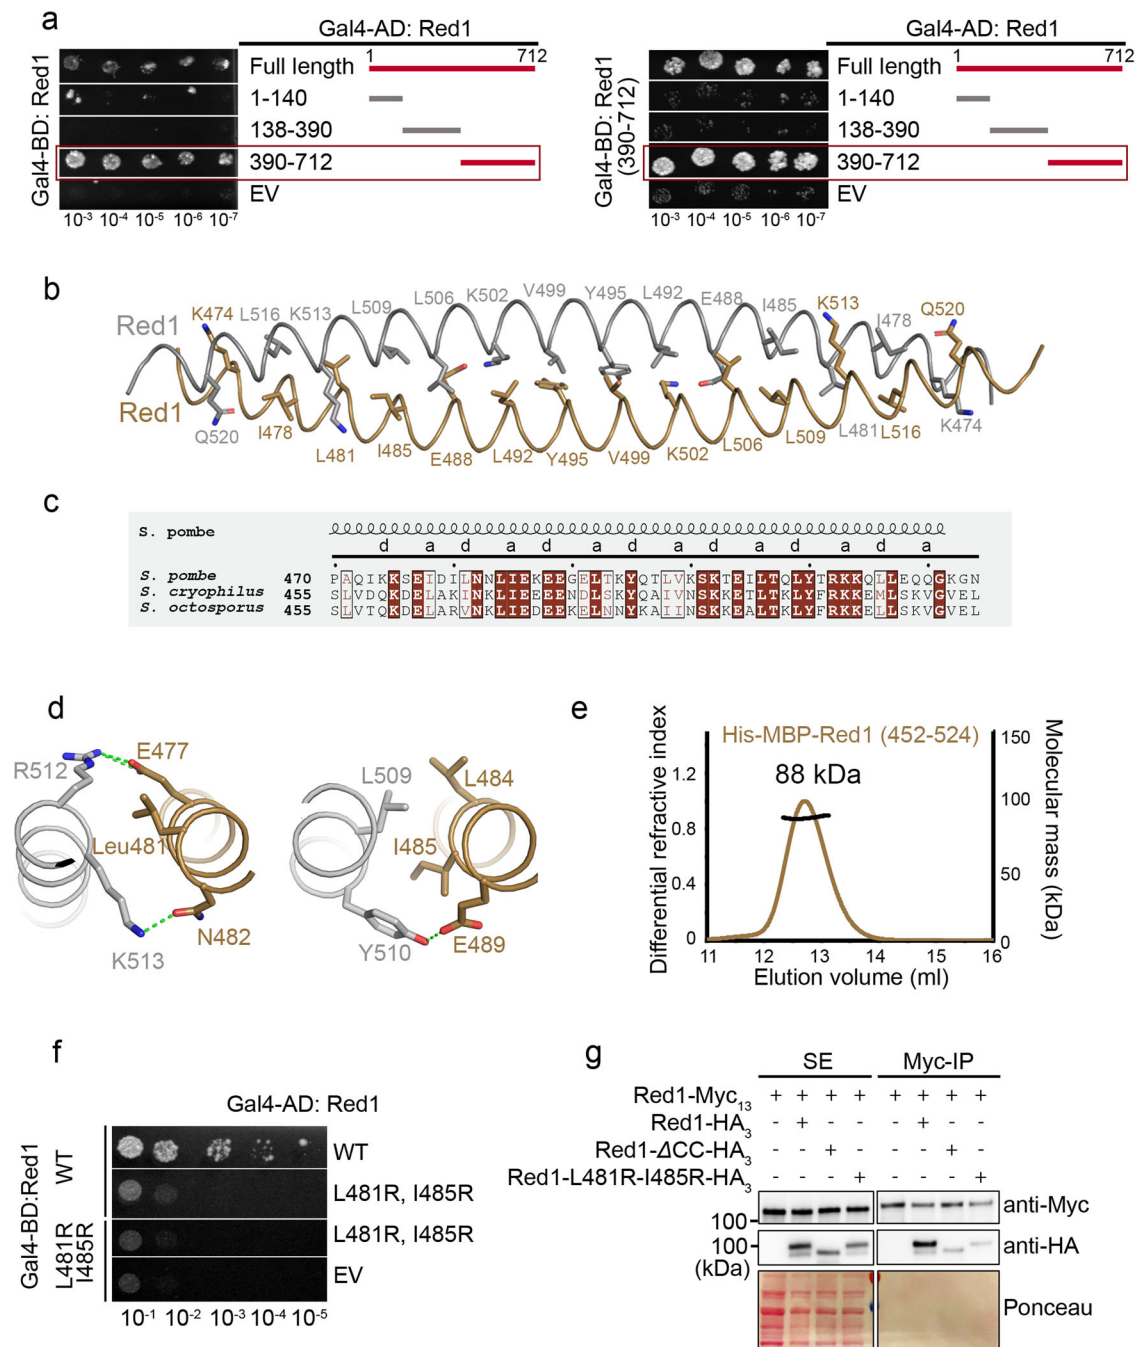 a
Gal4-AD: Red1
1 712
Full length
1-140
138-390
390-712
EV
Gal4-BD: Red1
10-3 10-4 10-5 10-6 10-7
Gal4-AD: Red1
1 712
Full length
1-140
138-390
390-712
EV
Gal4-BD: Red1
(390-712)
10-3 10-4 10-5 10-6 10-7
b
Red1 K474 L516 K513 L509 L506 K502 V499 Y495 L492 E488 I485 K513 I478 Q520
Red1 Q520 I478 L481 I485 E488 L492 Y495 V499 K502 L506 L509 L481 L516 K474
c
S. pombe
d a d a d a d a d a
S. pombe 470 PAQIKKSEIDILNNLIEKEEGELTKYQTLVKSKTEILTQLYTRKKQLLEQQGKGN
S. cryophilus 455 SLVDQKDELAKINKLIEDEEENDLSKYQAIVNSKKETLTKLYFRKKEMLSKVGVEL
S. octosporus 455 SLVTQKDELARVNKLIEEEEKELNNKYKAIINSKTEALTKLYFRKKELLSKVGVEL
d
R512 E477
Leu481
K513 N482
L509 L484
I485
Y510 E489
e
His-MBP-Red1 (452-524)
88 kDa
Differential refractive index
1.2
0.8
0.4
0
Molecular mass (kDa)
150
100
50
0
11 12 13 14 15 16
Elution volume (ml)
f
Gal4-AD: Red1
Gal4-BD:Red1
WT
L481R
I485R
WT
L481R, I485R
L481R, I485R
EV
10-1 10-2 10-3 10-4 10-5
g
SE Myc-IP
Red1-Myc13 + + + + + + + +
Red1-HA3 - + - - - + - -
Red1-ΔCC-HA3 - - + - - - + -
Red1-L481R-I485R-HA3 - - - + - - - +
100
anti-Myc
100
(kDa)
anti-HA
Ponceau